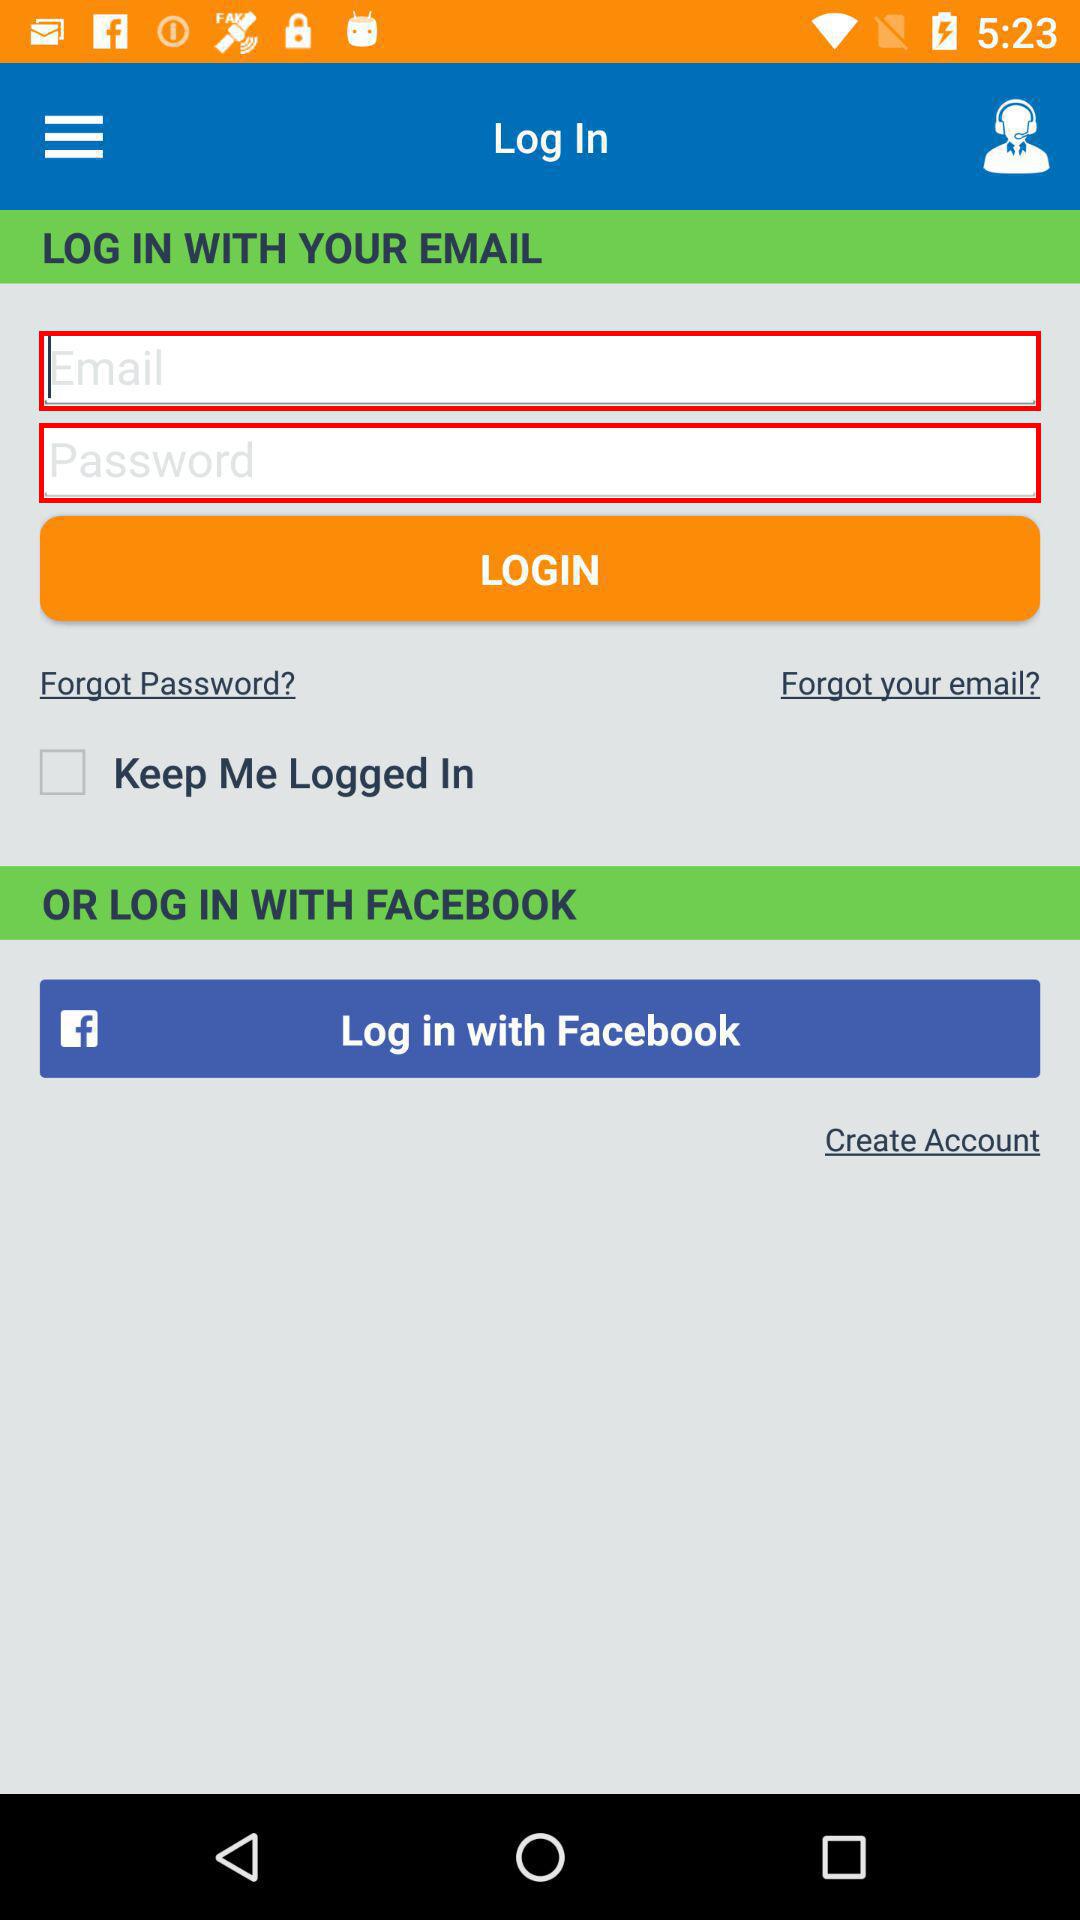 FAK
5:23
Log In
LOG IN WITH YOUR EMAIL
Email
Password
LOGIN
Forgot Password?
Forgot your email?
Keep Me Logged In
OR LOG IN WITH FACEBOOK
Log in with Facebook
Create Account